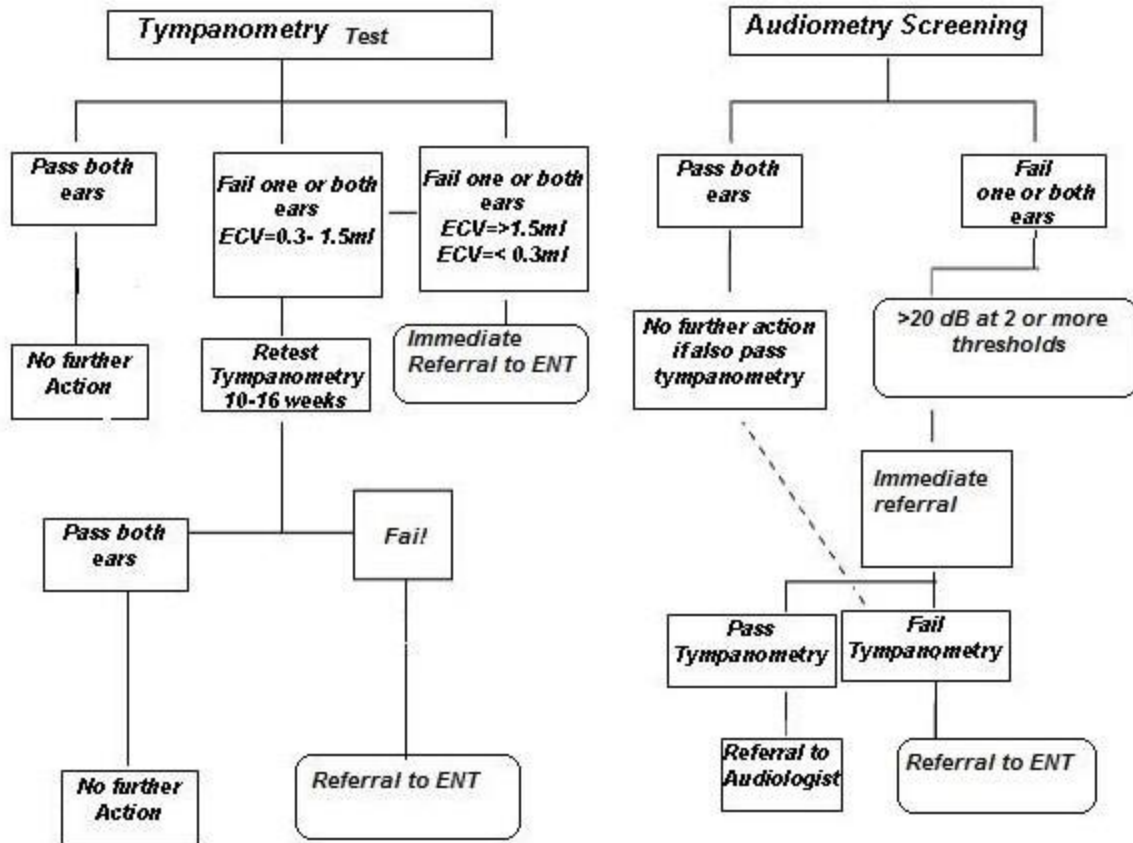 Tympanometry Test
Pass both
ears
Fail one or both
ears
ECV=0.3- 1.5ml
Fail one or both
ears
ECV=>1.5ml
ECV=< 0.3ml
No further
Action
Retest
Tympanometry
10-16 weeks
Immediate
Referral to ENT
Pass both
ears
Fail
No further
Action
Referral to ENT
Audiometry Screening
Pass both
ears
Fail
one or both
ears
No further action
if also pass
tympanometry
>20 dB at 2 or more
thresholds
Immediate
referral
Pass
Tympanometry
Fail
Tympanometry
Referral to
Audiologist
Referral to ENT